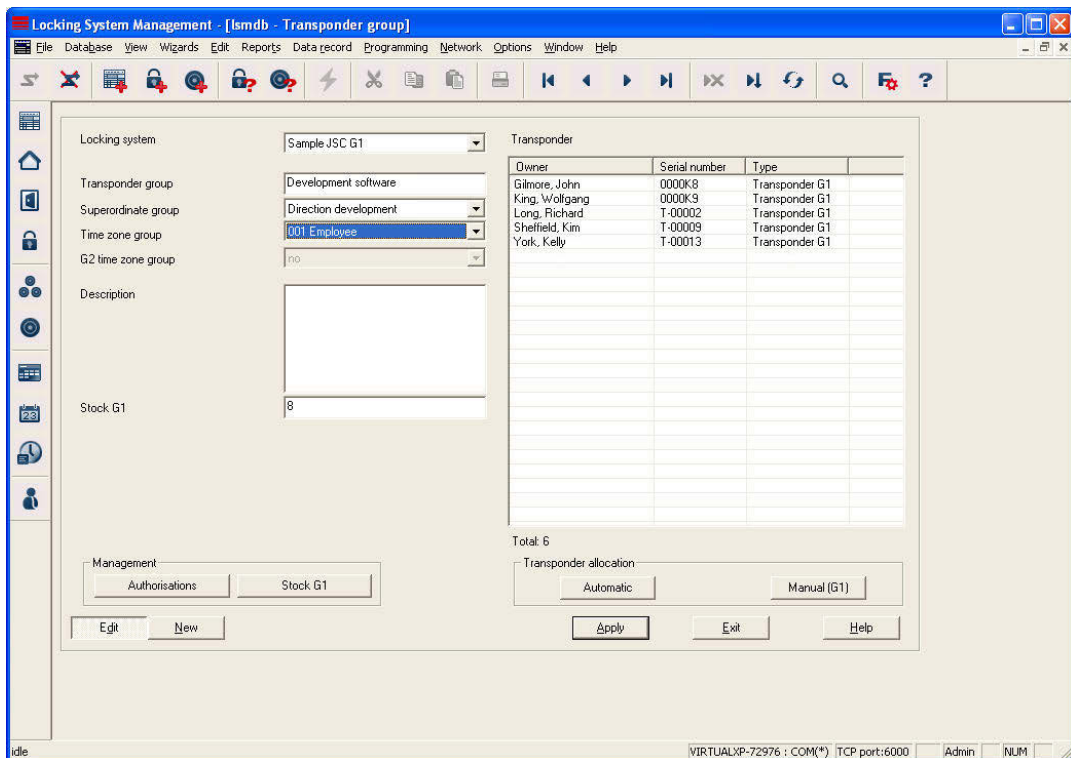 Locking System Management - [lsmdb - Transponder group]
File Database View Wizards Edit Reports Data record Programming Network Options Window Help
Locking system
Sample JSC G1
Transponder group
Development software
Superordinate group
Direction development
Time zone group
001 Employee
G2 time zone group
no
Description
Stock G1
8
Transponder
Owner Serial number Type
Gilmore, John 0000K8 Transponder G1
King, Wolfgang 0000K9 Transponder G1
Long, Richard T-00002 Transponder G1
Sheffield, Kim T-00009 Transponder G1
York, Kelly T-00013 Transponder G1
Total: 6
Management
Authorisations Stock G1
Transponder allocation
Automatic Manual (G1)
Edit New Apply Exit Help
idle VIRTUALXP-72976 : COM(*) TCP port:6000 Admin NUM